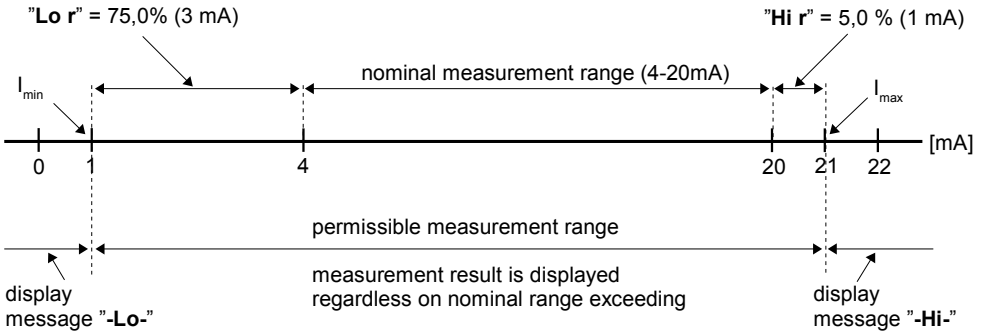 "Lo r" = 75,0% (3 mA)
"Hi r" = 5,0 % (1 mA)
nominal measurement range (4-20mA)
Imin
Imax
[mA]
0 1 4 20 21 22
permissible measurement range
measurement result is displayed
regardless on nominal range exceeding
display
message "-Lo-"
display
message "-Hi-"